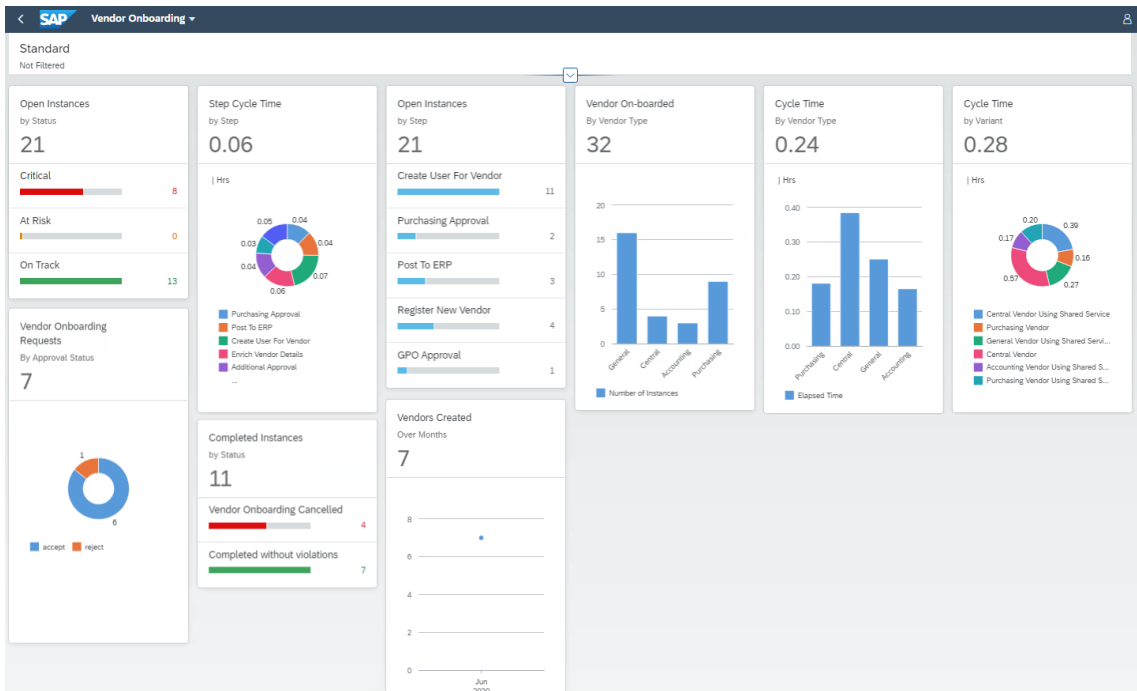 SAP Vendor Onboarding
Standard
Not Filtered
Open Instances
by Status
21
Critical
8
At Risk
0
On Track
13
Vendor Onboarding
Requests
By Approval Status
7
1
6
accept reject
Step Cycle Time
by Step
0.06
| Hrs
0.05 0.04
0.03 0.04
0.04 0.07
0.06
Purchasing Approval
Post To ERP
Create User For Vendor
Enrich Vendor Details
Additional Approval
...
Completed Instances
by Status
11
Vendor Onboarding Cancelled
4
Completed without violations
7
Open Instances
by Step
21
Create User For Vendor
11
Purchasing Approval
2
Post To ERP
3
Register New Vendor
4
GPO Approval
1
Vendors Created
Over Months
7
8
6
4
2
0
Jun
2020
Vendor On-boarded
By Vendor Type
32
20
15
10
5
0
General Central Accounting Purchasing
Number of Instances
Cycle Time
By Vendor Type
0.24
| Hrs
0.40
0.30
0.20
0.10
0.00
Purchasing Central General Accounting
Elapsed Time
Cycle Time
by Variant
0.28
| Hrs
0.20 0.39
0.17 0.16
0.57 0.27
Central Vendor Using Shared Service
Purchasing Vendor
General Vendor Using Shared Servi...
Central Vendor
Accounting Vendor Using Shared S...
Purchasing Vendor Using Shared S...